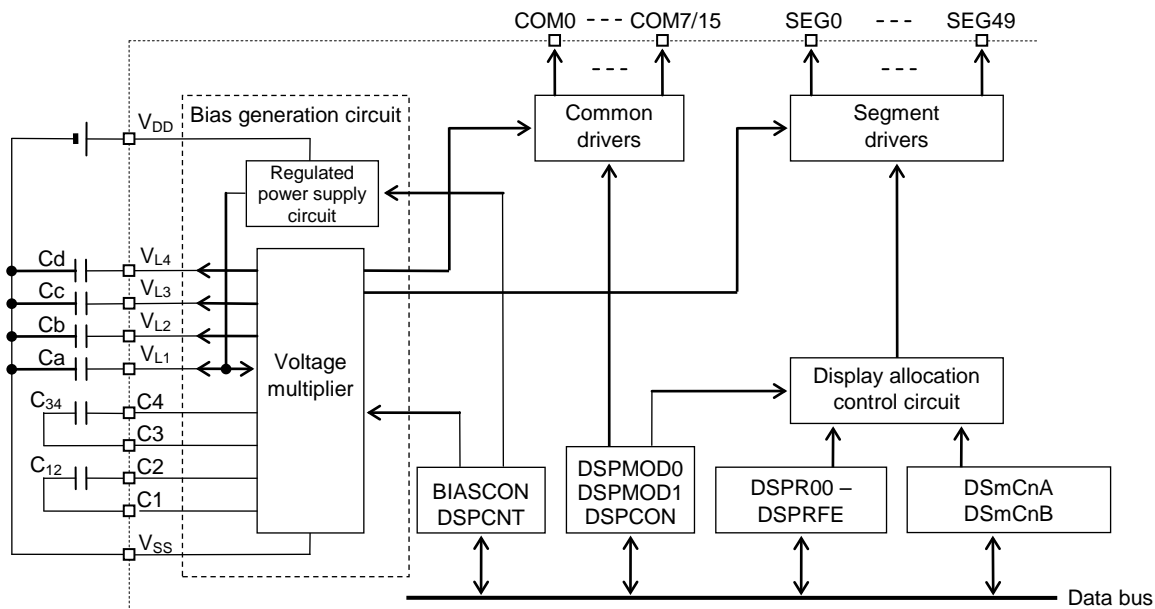 COM0 --- COM7/15 SEG0 --- SEG49
--- ---
Bias generation circuit
Common
drivers
Segment
drivers
VDD
Regulated
power supply
circuit
Cd VL4
Cc VL3
Cb VL2
Ca VL1
Voltage
multiplier
Display allocation
control circuit
C34 C4
C3
C12 C2
C1
BIASCON
DSPCNT
DSPMOD0
DSPMOD1
DSPCON
DSPR00 –
DSPRFE
DSmCnA
DSmCnB
VSS
Data bus